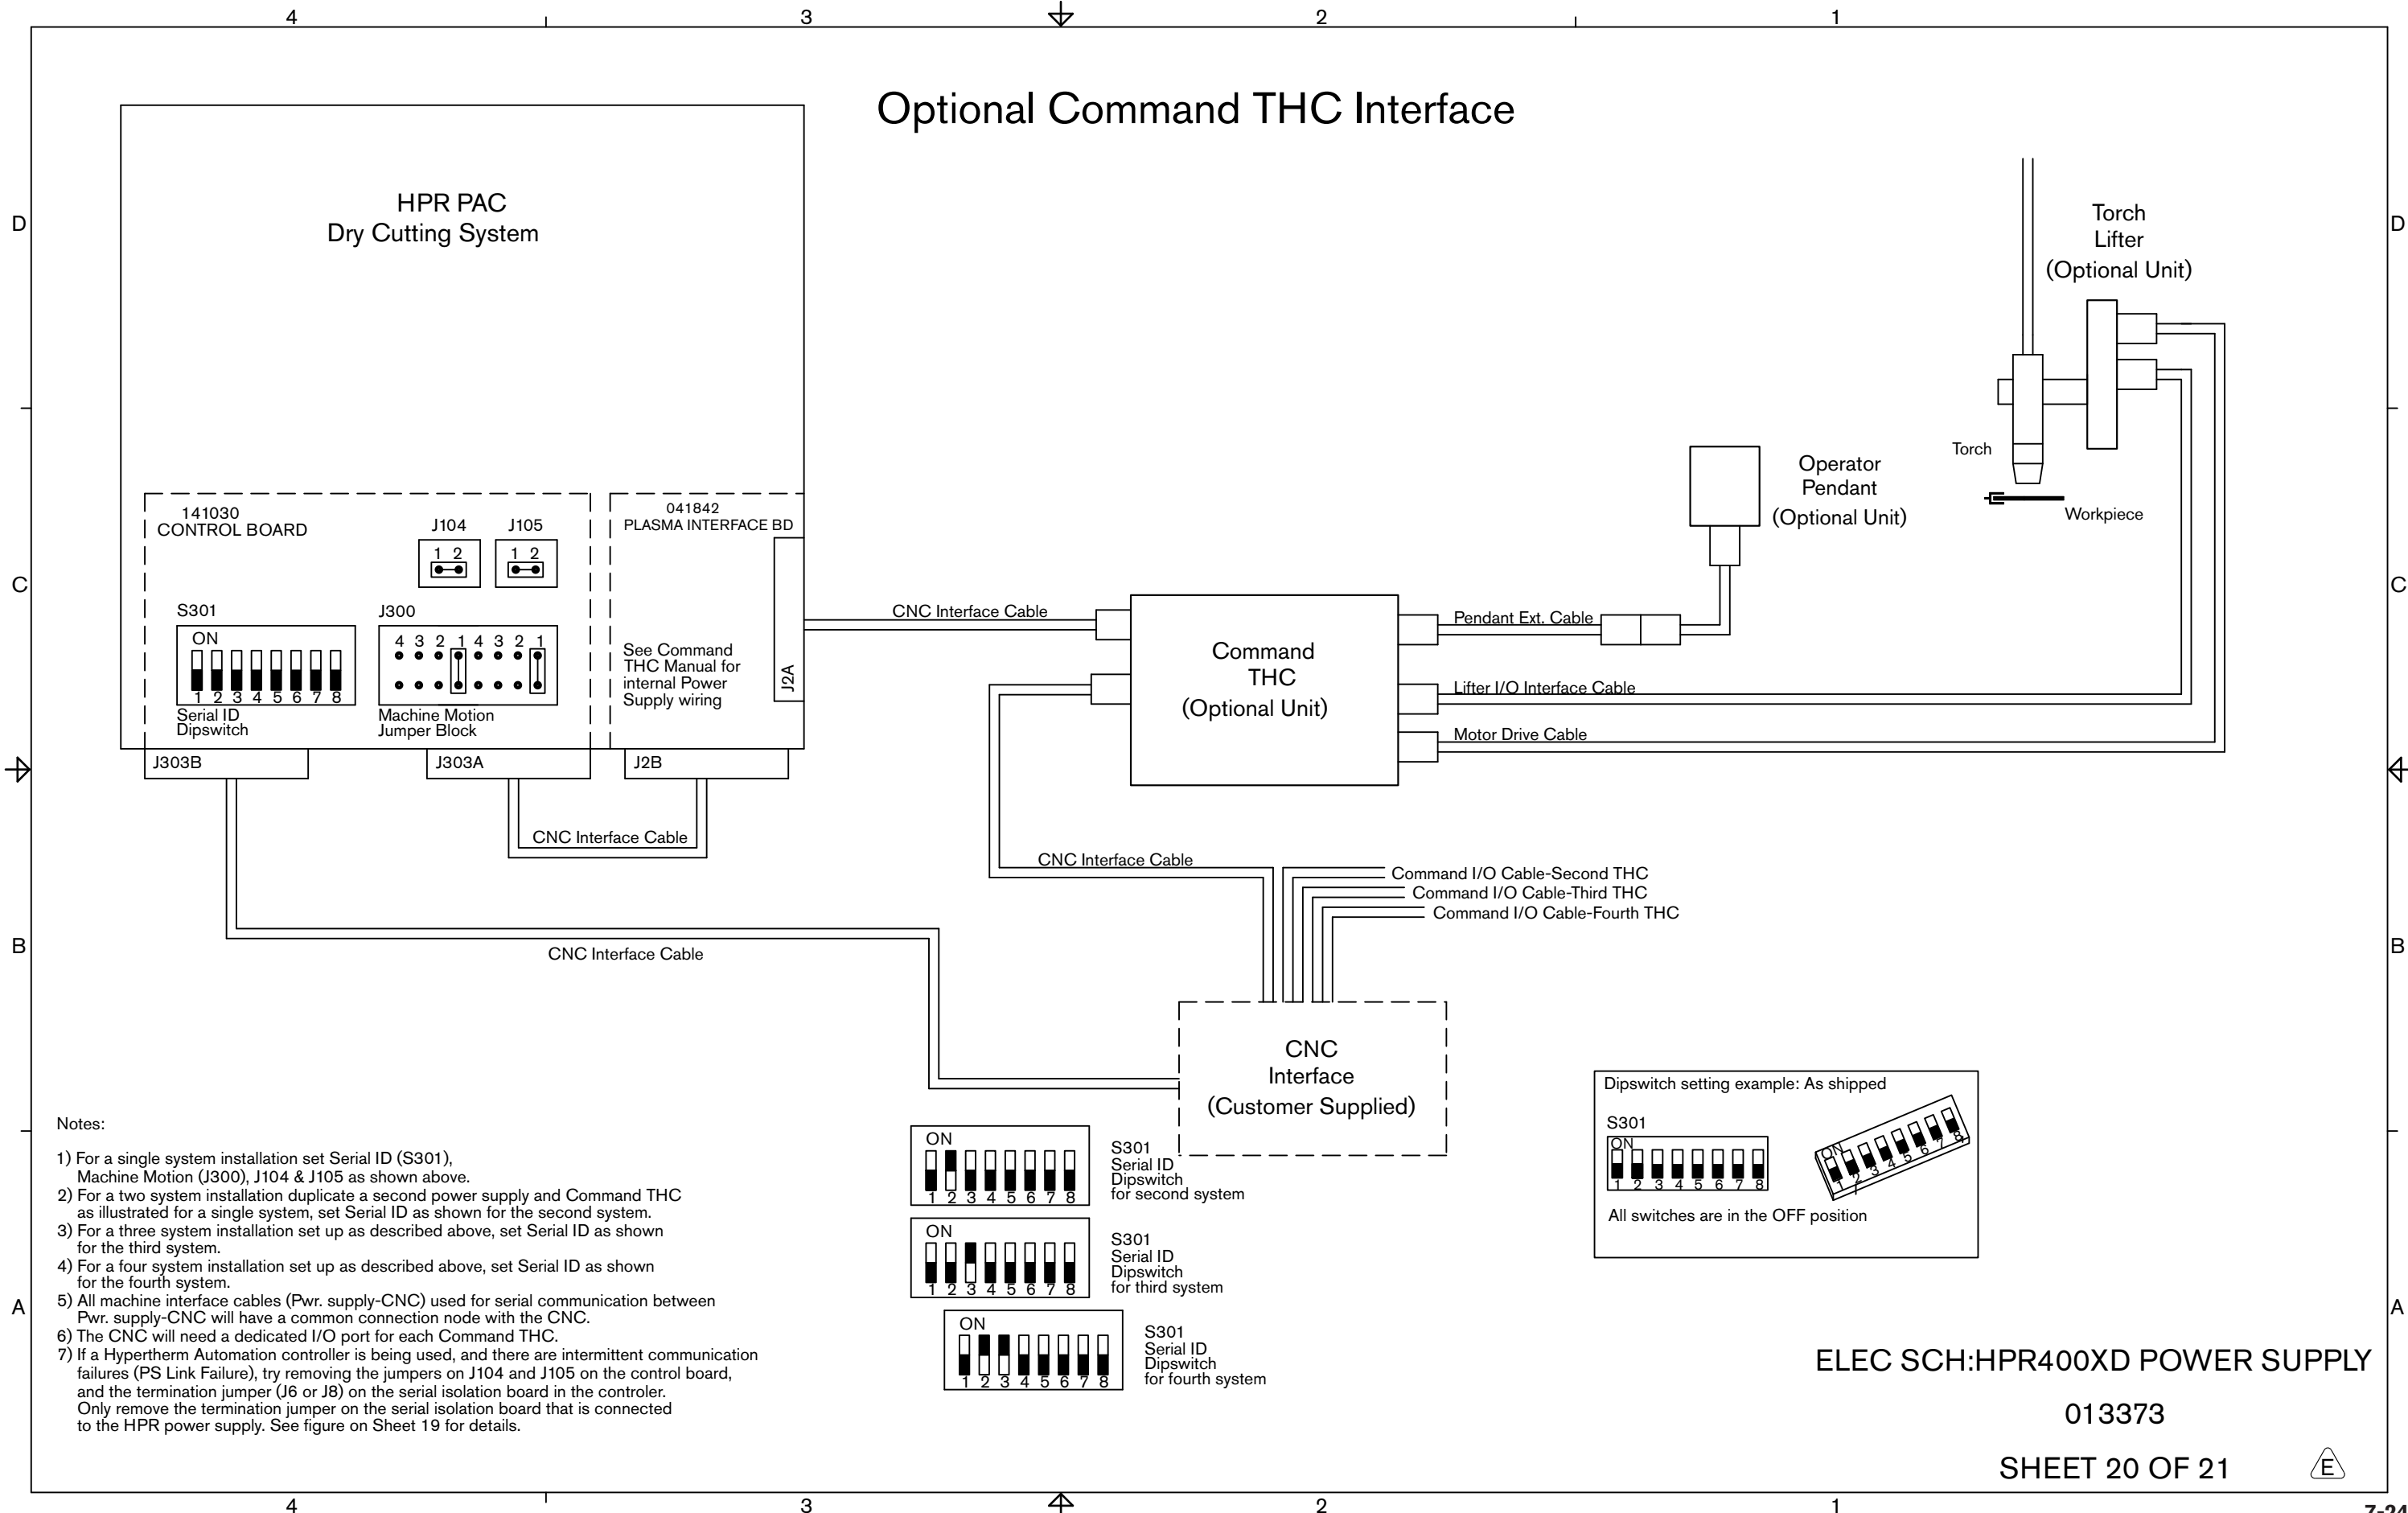 4 3 2 1
Optional Command THC Interface
HPR PAC
Dry Cutting System
D
D
Torch
Lifter
(Optional Unit)
Torch
Workpiece
Operator
Pendant
(Optional Unit)
141030
CONTROL BOARD
J104
1 2
J105
1 2
041842
PLASMA INTERFACE BD
C
C
S301
ON
1 2 3 4 5 6 7 8
Serial ID
Dipswitch
J300
4 3 2 1 4 3 2 1
Machine Motion
Jumper Block
See Command
THC Manual for
internal Power
Supply wiring
J2A
J303B
J303A
J2B
CNC Interface Cable
Command
THC
(Optional Unit)
Pendant Ext. Cable
Lifter I/O Interface Cable
Motor Drive Cable
CNC Interface Cable
CNC Interface Cable
Command I/O Cable-Second THC
Command I/O Cable-Third THC
Command I/O Cable-Fourth THC
B
B
CNC Interface Cable
CNC
Interface
(Customer Supplied)
Dipswitch setting example: As shipped
S301
ON
1 2 3 4 5 6 7 8
ON
1 2 3 4 5 6 7 8
All switches are in the OFF position
Notes:
1) For a single system installation set Serial ID (S301),
Machine Motion (J300), J104 & J105 as shown above.
2) For a two system installation duplicate a second power supply and Command THC
as illustrated for a single system, set Serial ID as shown for the second system.
3) For a three system installation set up as described above, set Serial ID as shown
for the third system.
4) For a four system installation set up as described above, set Serial ID as shown
for the fourth system.
5) All machine interface cables (Pwr. supply-CNC) used for serial communication between
Pwr. supply-CNC will have a common connection node with the CNC.
6) The CNC will need a dedicated I/O port for each Command THC.
7) If a Hypertherm Automation controller is being used, and there are intermittent communication
failures (PS Link Failure), try removing the jumpers on J104 and J105 on the control board,
and the termination jumper (J6 or J8) on the serial isolation board in the controler.
Only remove the termination jumper on the serial isolation board that is connected
to the HPR power supply. See figure on Sheet 19 for details.
ON
1 2 3 4 5 6 7 8
S301
Serial ID
Dipswitch
for second system
ON
1 2 3 4 5 6 7 8
S301
Serial ID
Dipswitch
for third system
ON
1 2 3 4 5 6 7 8
S301
Serial ID
Dipswitch
for fourth system
A
A
ELEC SCH:HPR400XD POWER SUPPLY
013373
SHEET 20 OF 21
E
4 3 2 1